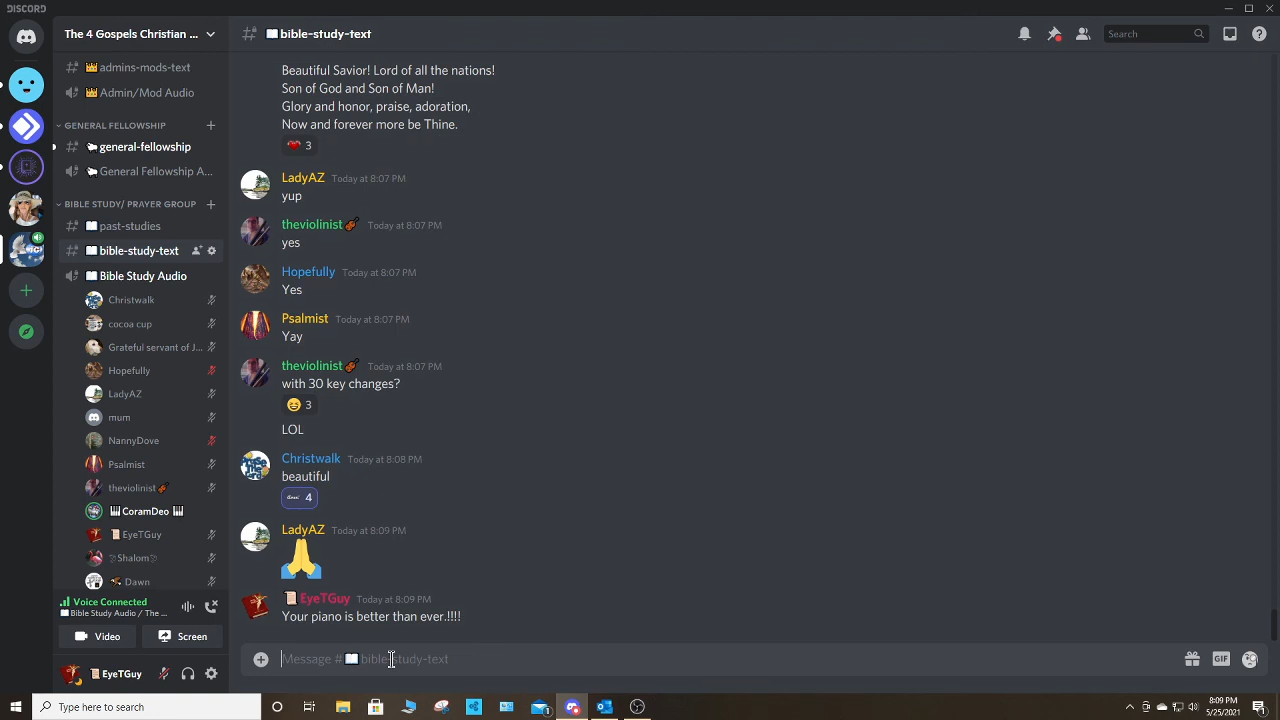 DISCORD
The 4 Gospels Christian ...
bible-study-text
Search
admins-mods-text
Admin/Mod Audio
GENERAL FELLOWSHIP
general-fellowship
General Fellowship A...
BIBLE STUDY/ PRAYER GROUP
past-studies
bible-study-text
Bible Study Audio
Christwalk
cocoa cup
Grateful servant of J...
Hopefully
LadyAZ
mum
NannyDove
Psalmist
theviolinist
CoramDeo
EyeTGuy
Shalom
Dawn
Voice Connected
Bible Study Audio / The ...
Video
Screen
EyeTGuy
Beautiful Savior! Lord of all the nations!
Son of God and Son of Man!
Glory and honor, praise, adoration,
Now and forever more be Thine.
3
LadyAZ Today at 8:07 PM
yup
theviolinist Today at 8:07 PM
yes
Hopefully Today at 8:07 PM
Yes
Psalmist Today at 8:07 PM
Yay
theviolinist Today at 8:07 PM
with 30 key changes?
3
LOL
Christwalk Today at 8:08 PM
beautiful
4
LadyAZ Today at 8:09 PM
EyeTGuy Today at 8:09 PM
Your piano is better than ever.!!!!
Message # bible-study-text
GIF
Type here to search
8:09 PM
5/25/2021